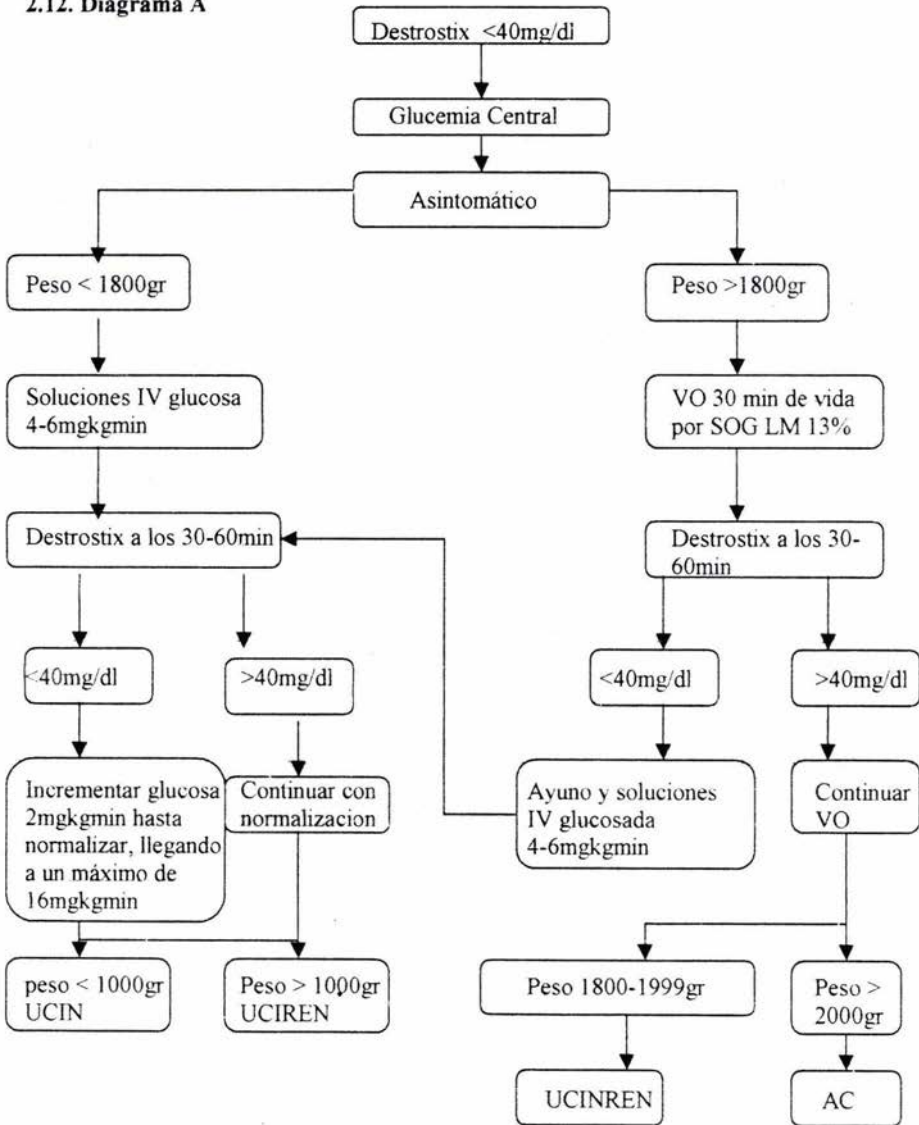 2.12. Diagrama A
Destrostix <40mg/dl
Glucemia Central
Asintomático
Peso < 1800gr
Peso >1800gr
Soluciones IV glucosa
4-6mgkgmin
VO 30 min de vida
por SOG LM 13%
Destrostix a los 30-60min
Destrostix a los 30-
60min
<40mg/dl
>40mg/dl
<40mg/dl
>40mg/dl
Incrementar glucosa
2mgkgmin hasta
normalizar, llegando
a un máximo de
16mgkgmin
Continuar con
normalizacion
Ayuno y soluciones
IV glucosada
4-6mgkgmin
Continuar
VO
peso < 1000gr
UCIN
Peso > 1000gr
UCIREN
Peso 1800-1999gr
Peso >
2000gr
UCINREN
AC